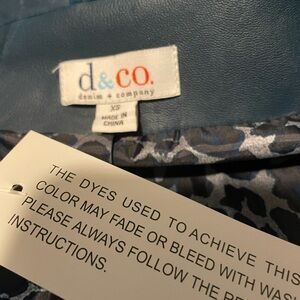 d&co.
denim + company
XS
MADE IN
CHINA
THE DYES USED TO ACHIEVE THIS
COLOR MAY FADE OR BLEED WITH
PLEASE ALWAYS FOLLOW THE
INSTRUCTIONS.